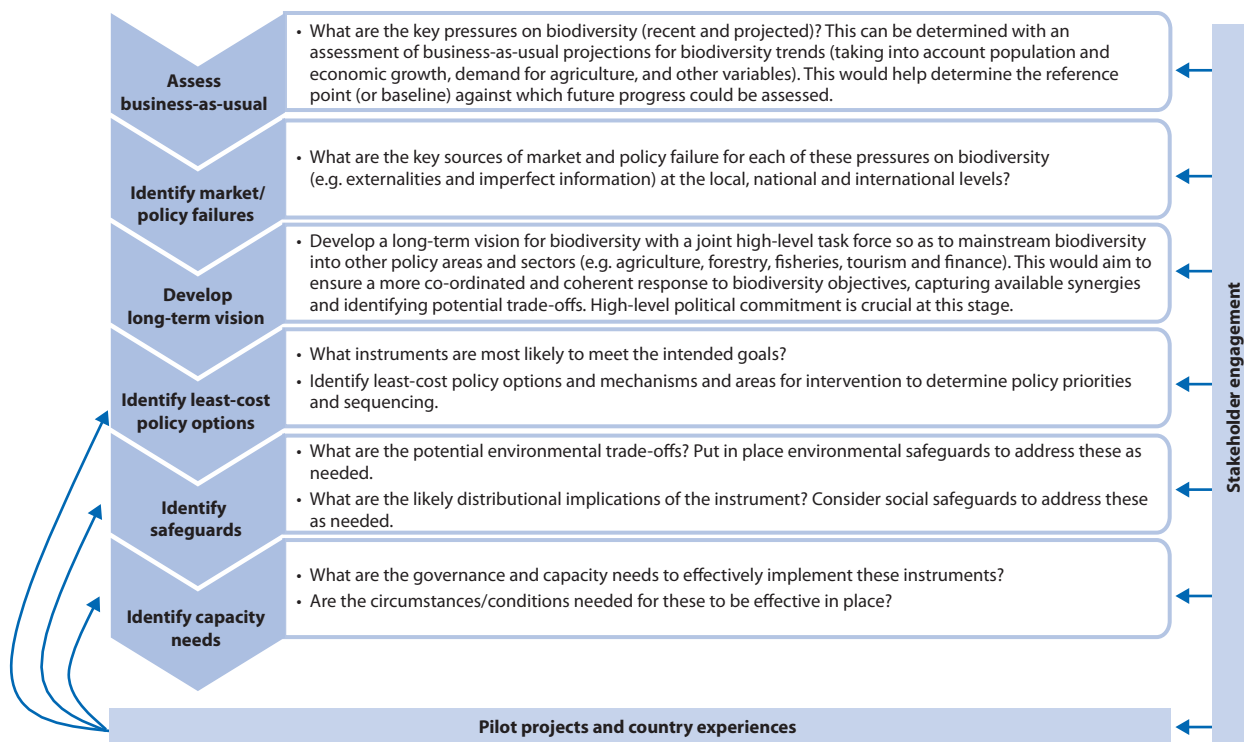 Assess
business-as-usual
• What are the key pressures on biodiversity (recent and projected)? This can be determined with an
assessment of business-as-usual projections for biodiversity trends (taking into account population and
economic growth, demand for agriculture, and other variables). This would help determine the reference
point (or baseline) against which future progress could be assessed.
Identify market/
policy failures
• What are the key sources of market and policy failure for each of these pressures on biodiversity
(e.g. externalities and imperfect information) at the local, national and international levels?
Develop
long-term vision
• Develop a long-term vision for biodiversity with a joint high-level task force so as to mainstream biodiversity
into other policy areas and sectors (e.g. agriculture, forestry, fisheries, tourism and finance). This would aim to
ensure a more co-ordinated and coherent response to biodiversity objectives, capturing available synergies
and identifying potential trade-offs. High-level political commitment is crucial at this stage.
Identify least-cost
policy options
• What instruments are most likely to meet the intended goals?
• Identify least-cost policy options and mechanisms and areas for intervention to determine policy priorities
and sequencing.
Identify
safeguards
• What are the potential environmental trade-offs? Put in place environmental safeguards to address these as
needed.
• What are the likely distributional implications of the instrument? Consider social safeguards to address these
as needed.
Identify capacity
needs
• What are the governance and capacity needs to effectively implement these instruments?
• Are the circumstances/conditions needed for these to be effective in place?
Pilot projects and country experiences
Stakeholder engagement